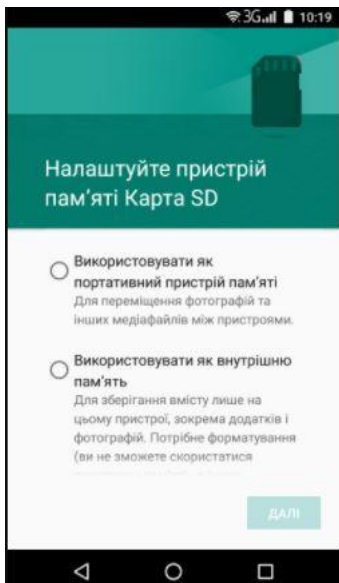 3G 10:19
Налаштуйте пристрій
пам’яті Карта SD
Використовувати як
портативний пристрій пам’яті
Для переміщення фотографій та
інших медіафайлів між пристроями.
Використовувати як внутрішню
пам’ять
Для зберігання вмісту лише на
цьому пристрої, зокрема додатків і
фотографій. Потрібне форматування
(ви не зможете скористатися
ДАЛІ